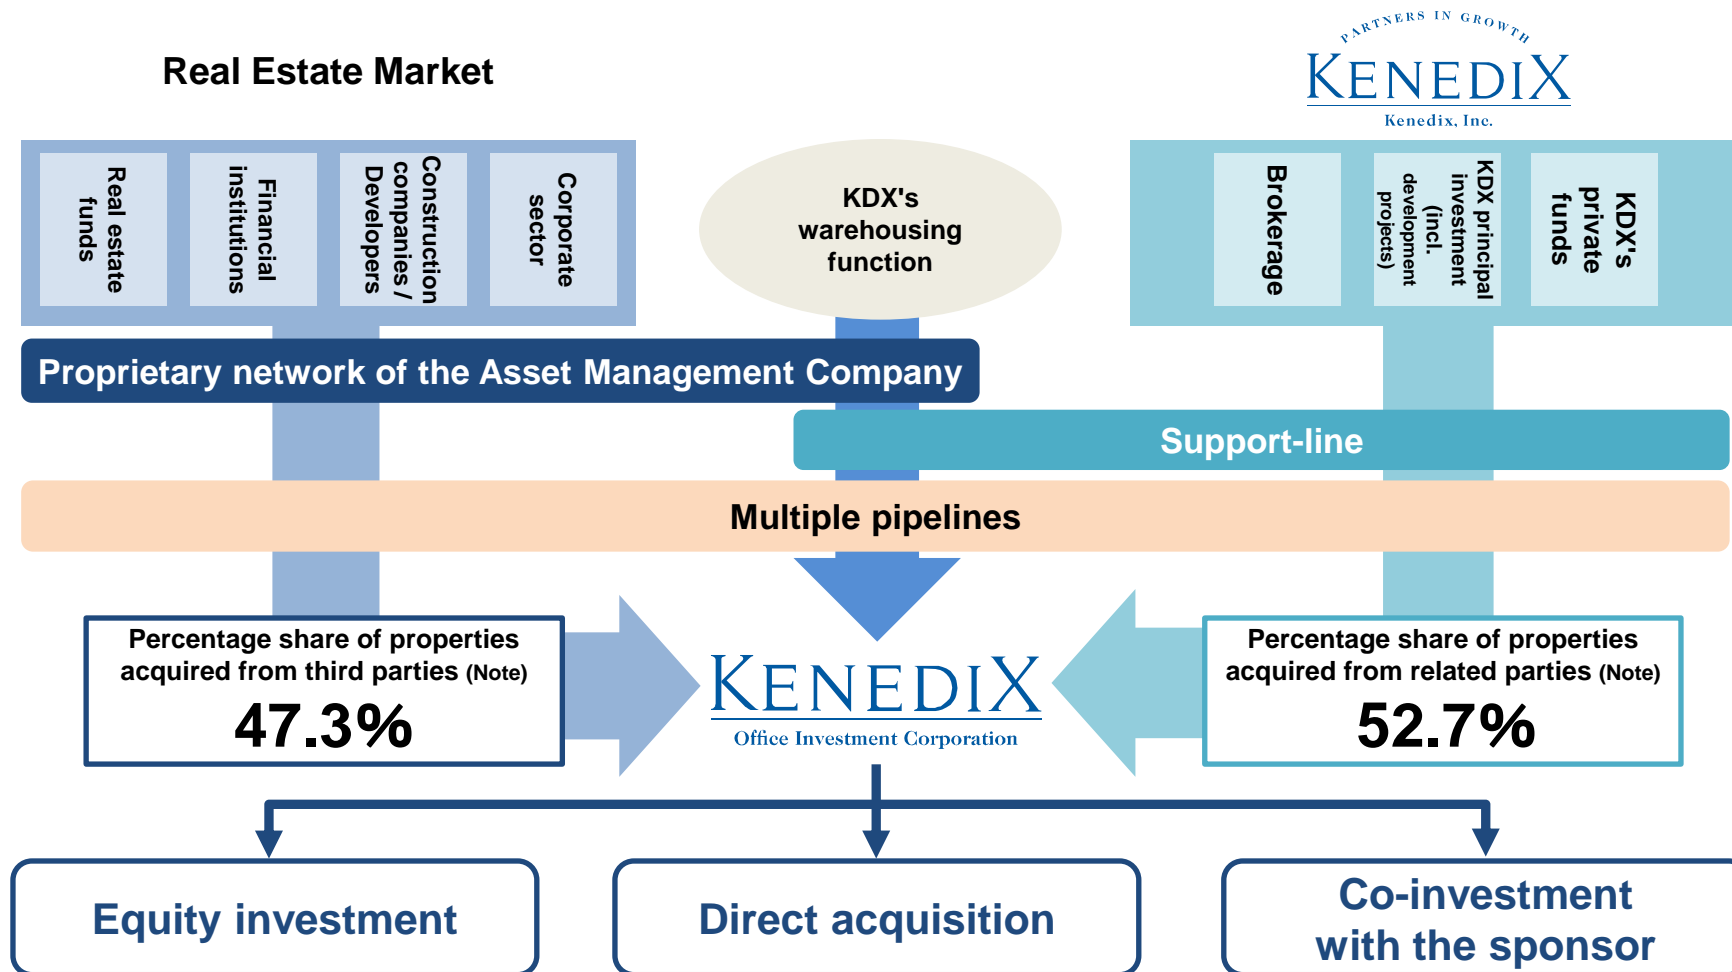 PARTNERS IN GROWTH
KENEDIX
Kenedix, Inc.
Real Estate Market
Real estate
funds
Financial
institutions
Construction
companies /
Developers
Corporate
sector
KDX's
warehousing
function
Brokerage
KDX principal
investment
(incl.
development
projects)
KDX's
private
funds
Proprietary network of the Asset Management Company
Support-line
Multiple pipelines
Percentage share of properties
acquired from third parties (Note)
47.3%
KENEDIX
Office Investment Corporation
Percentage share of properties
acquired from related parties (Note)
52.7%
Equity investment
Direct acquisition
Co-investment
with the sponsor